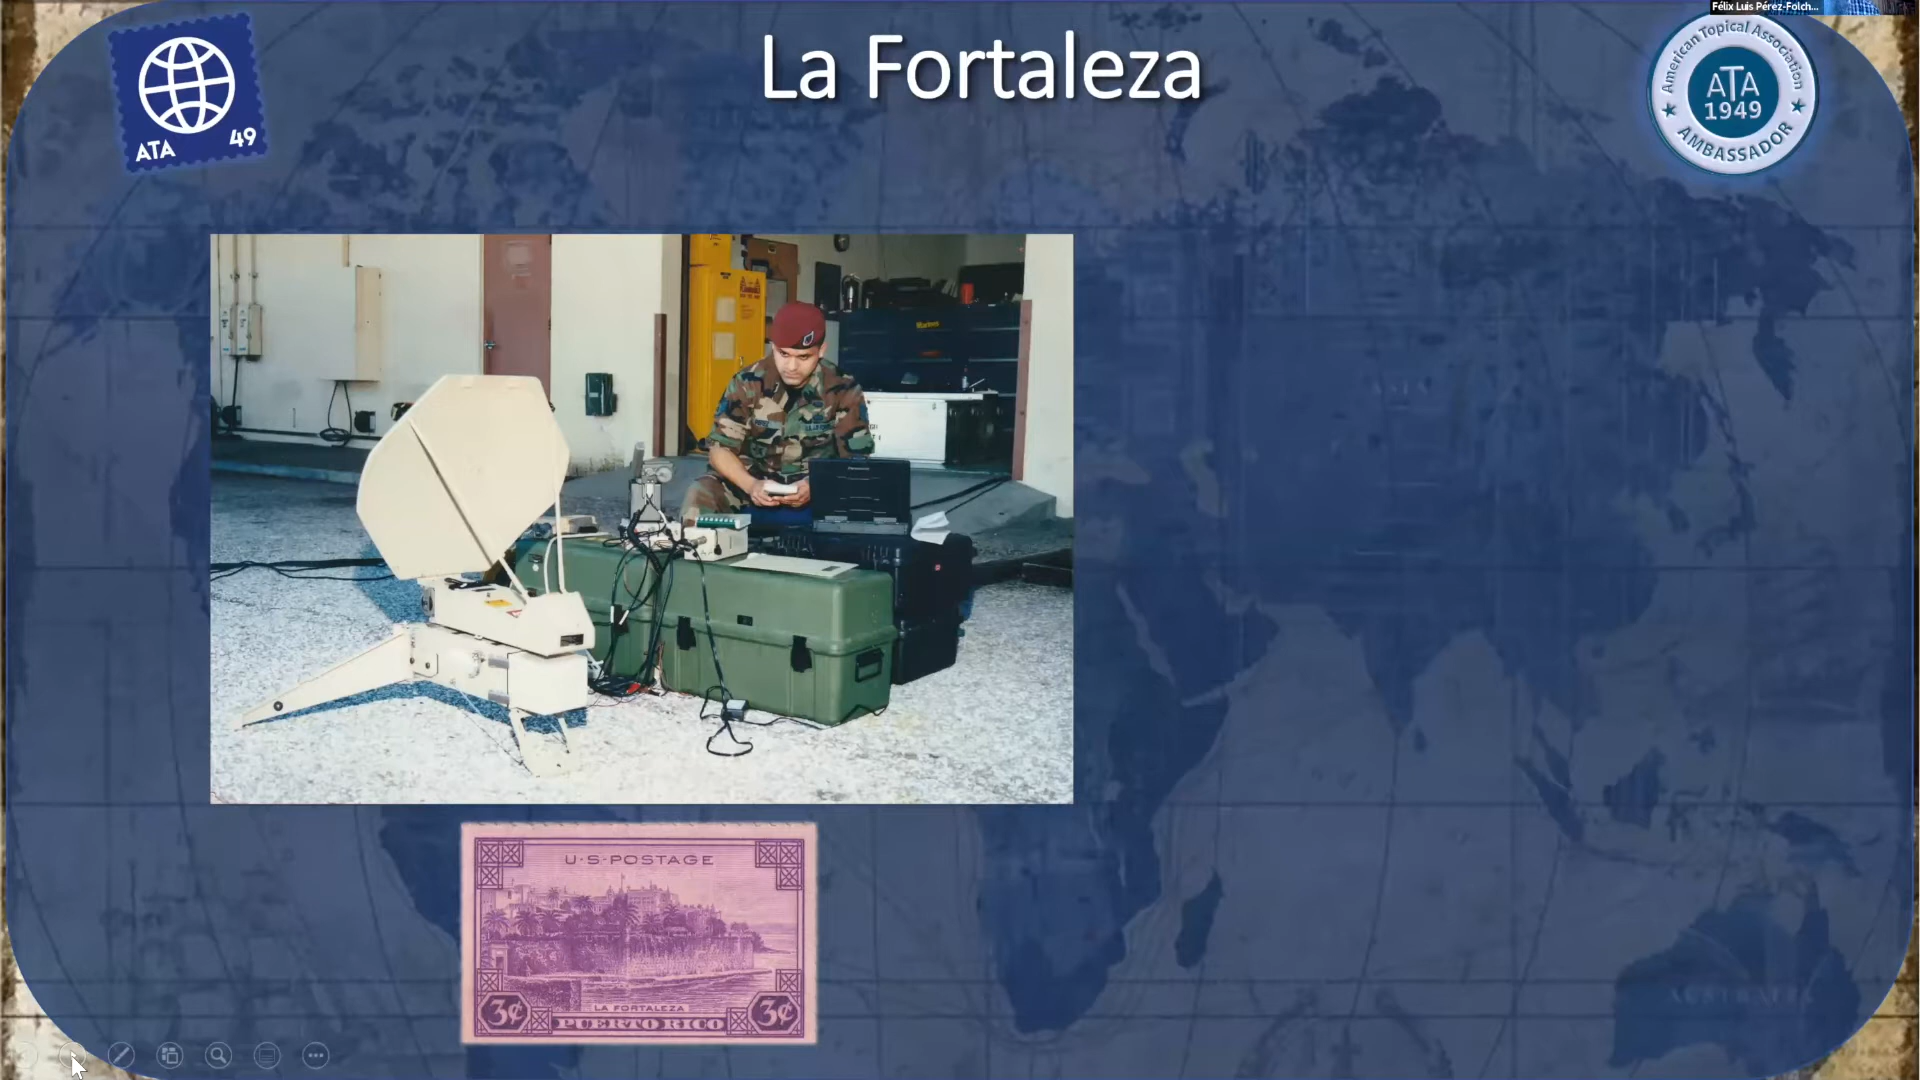 Félix Luis Pérez-Folch...
La Fortaleza
ATA
49
American Topical Association
ATA
1949
AMBASSADOR
U·S·POSTAGE
LA FORTALEZA
3¢
PUERTO RICO
3¢